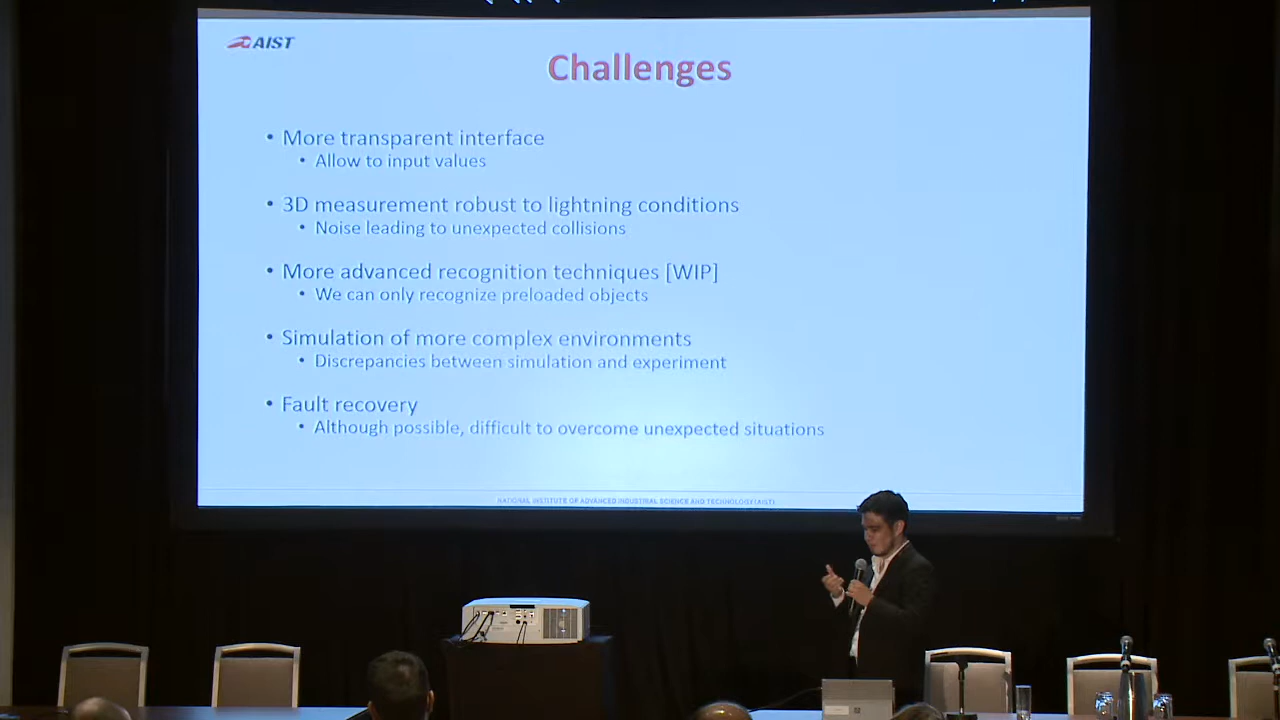 AIST
Challenges
• More transparent interface
• Allow to input values
• 3D measurement robust to lightning conditions
• Noise leading to unexpected collisions
• More advanced recognition techniques [WIP]
• We can only recognize preloaded objects
• Simulation of more complex environments
• Discrepancies between simulation and experiment
• Fault recovery
• Although possible, difficult to overcome unexpected situations
NATIONAL INSTITUTE OF ADVANCED INDUSTRIAL SCIENCE AND TECHNOLOGY (AIST)